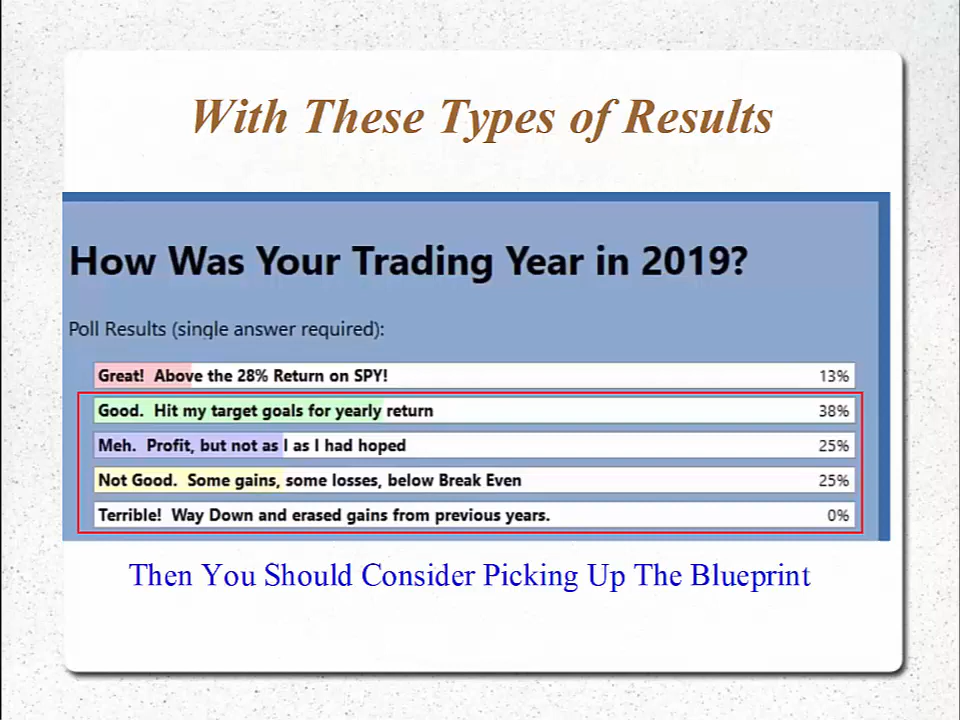 With These Types of Results
How Was Your Trading Year in 2019?
Poll Results (single answer required):
Great!  Above the 28% Return on SPY! 13%
Good.  Hit my target goals for yearly return 38%
Meh.  Profit, but not as I as I had hoped 25%
Not Good.  Some gains, some losses, below Break Even 25%
Terrible!  Way Down and erased gains from previous years. 0%
Then You Should Consider Picking Up The Blueprint